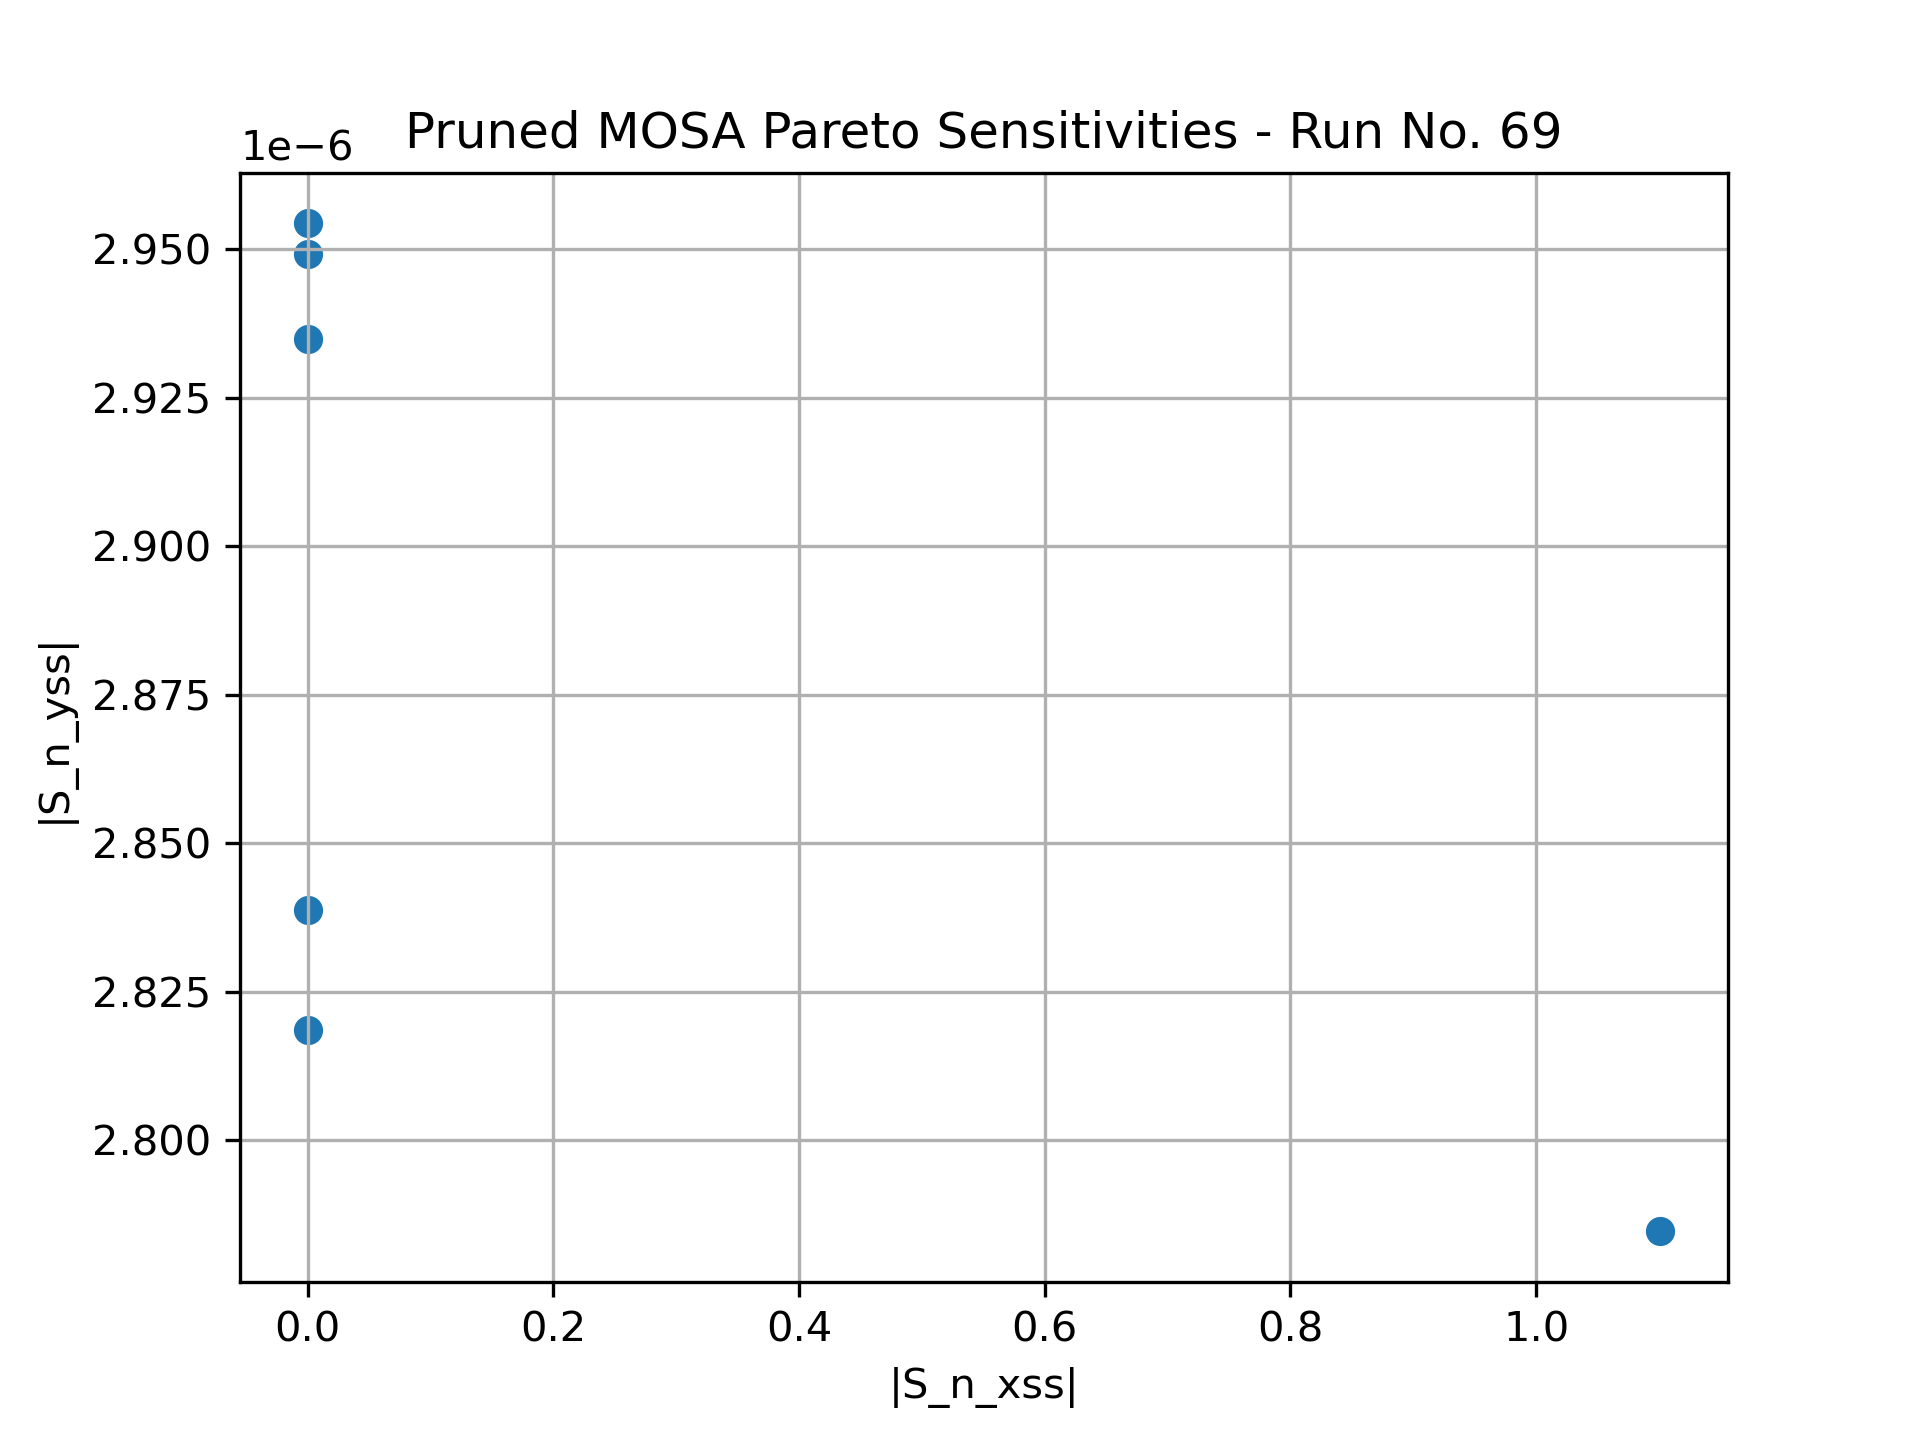 Pruned MOSA Pareto Sensitivities - Run No. 69
1e−6
2.950
2.925
2.900
2.875
2.850
2.825
2.800
|S_n_yss|
0.0 0.2 0.4 0.6 0.8 1.0
|S_n_xss|